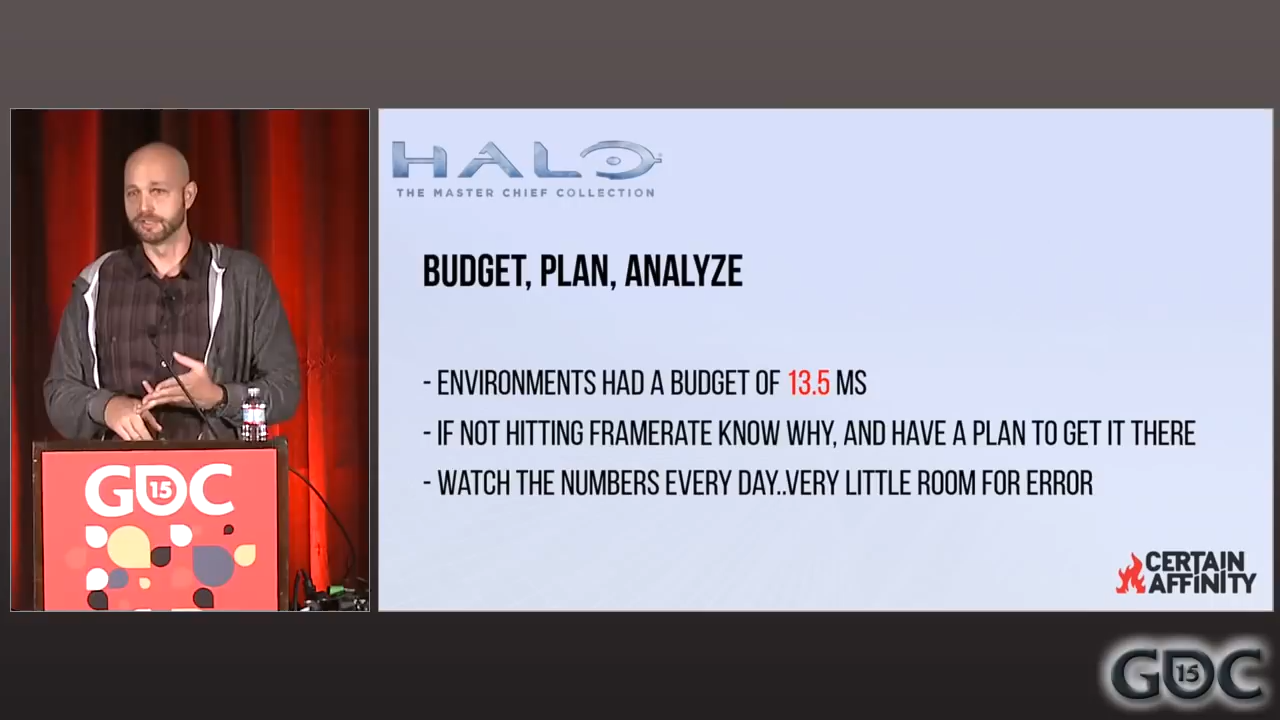 HALO
THE MASTER CHIEF COLLECTION
BUDGET, PLAN, ANALYZE
- ENVIRONMENTS HAD A BUDGET OF 13.5 MS
- IF NOT HITTING FRAMERATE KNOW WHY, AND HAVE A PLAN TO GET IT THERE
- WATCH THE NUMBERS EVERY DAY..VERY LITTLE ROOM FOR ERROR
CERTAIN
AFFINITY
GDC 15
GDC 15